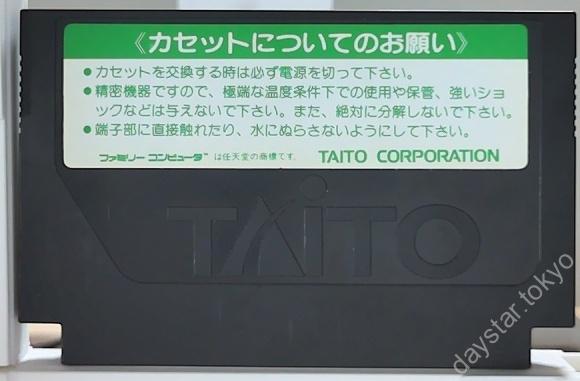 《カセットについてのお願い》
●カセットを交換する時は必ず電源を切って下さい。
●精密機器ですので、極端な温度条件下での使用や保管、強いショ
ックなどは与えないで下さい。また、絶対に分解しないで下さい。
●端子部に直接触れたり、水にぬらさないようにして下さい。
ファミリーコンピュータ™は任天堂の商標です。 TAITO CORPORATION
TAITO
daystar.tokyo